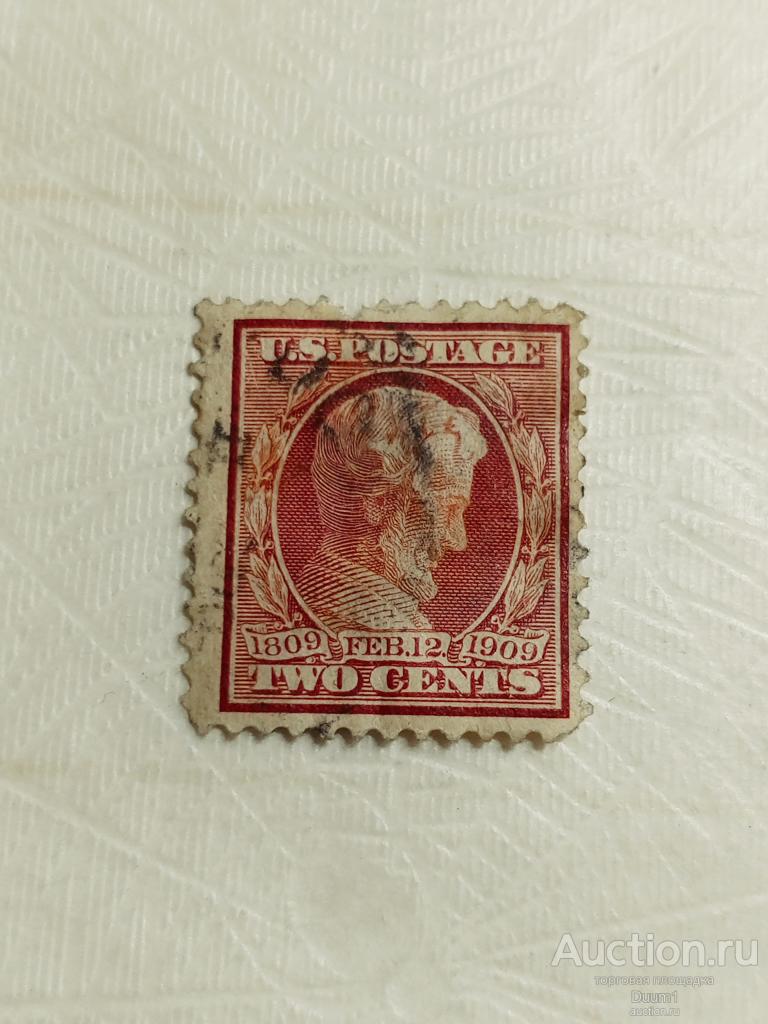 U.S. POSTAGE
1809 FEB. 12. 1909
TWO CENTS
Auction.ru
торговая площадка
Duum1
auction.ru